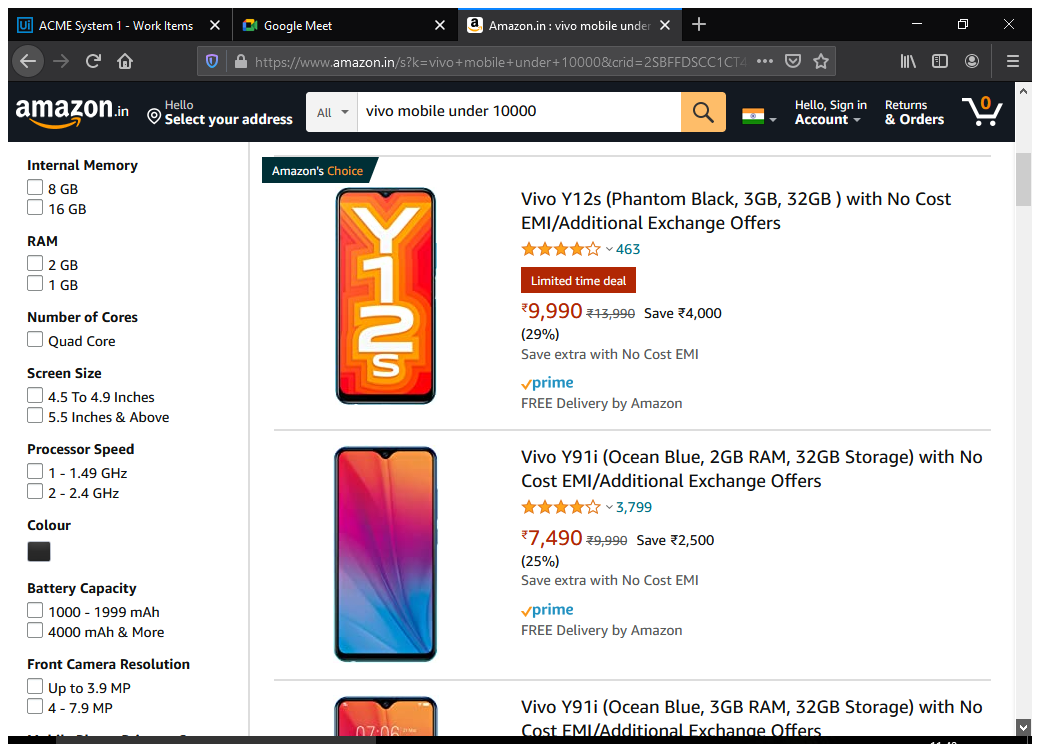 ACME System 1 - Work Items
Google Meet
Amazon.in : vivo mobile under
https://www.amazon.in/s?k=vivo+mobile+under+10000&crid=2SBFFDSCC1CT4
amazon.in
Hello
Select your address
All
vivo mobile under 10000
Hello, Sign in
Account
Returns
& Orders
0
Internal Memory
8 GB
16 GB
RAM
2 GB
1 GB
Number of Cores
Quad Core
Screen Size
4.5 To 4.9 Inches
5.5 Inches & Above
Processor Speed
1 - 1.49 GHz
2 - 2.4 GHz
Colour
Battery Capacity
1000 - 1999 mAh
4000 mAh & More
Front Camera Resolution
Up to 3.9 MP
4 - 7.9 MP
Amazon's Choice
Y12s
Vivo Y12s (Phantom Black, 3GB, 32GB ) with No Cost
EMI/Additional Exchange Offers
463
Limited time deal
₹9,990 ₹13,990 Save ₹4,000
(29%)
Save extra with No Cost EMI
prime
FREE Delivery by Amazon
Vivo Y91i (Ocean Blue, 2GB RAM, 32GB Storage) with No
Cost EMI/Additional Exchange Offers
3,799
₹7,490 ₹9,990 Save ₹2,500
(25%)
Save extra with No Cost EMI
prime
FREE Delivery by Amazon
07:06
Vivo Y91i (Ocean Blue, 3GB RAM, 32GB Storage) with No
Cost EMI/Additional Exchange Offers